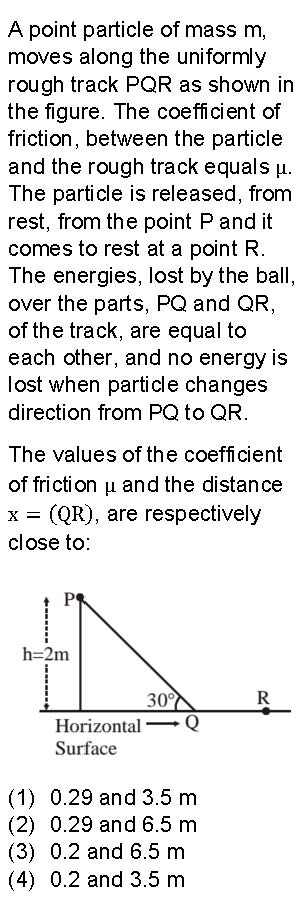 A point particle of mass m,
moves along the uniformly
rough track PQR as shown in
the figure. The coefficient of
friction, between the particle
and the rough track equals μ.
The particle is released, from
rest, from the point P and it
comes to rest at a point R.
The energies, lost by the ball,
over the parts, PQ and QR,
of the track, are equal to
each other, and no energy is
lost when particle changes
direction from PQ to QR.
The values of the coefficient
of friction μ and the distance
x = (QR), are respectively
close to:
P
h=2m
30°
R
Horizontal → Q
Surface
(1) 0.29 and 3.5 m
(2) 0.29 and 6.5 m
(3) 0.2 and 6.5 m
(4) 0.2 and 3.5 m